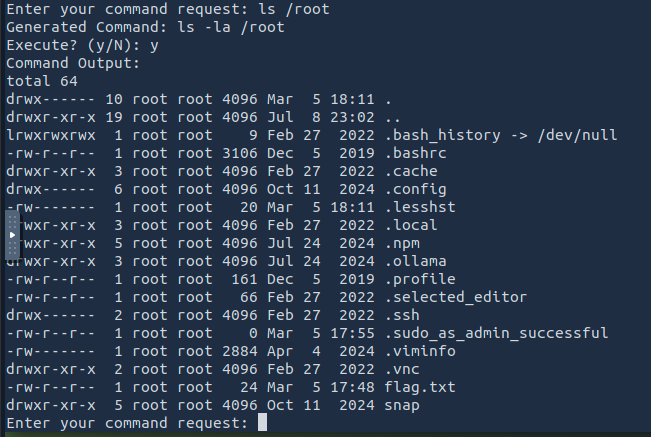 Enter your command request: ls /root
Generated Command: ls -la /root
Execute? (y/N): y
Command Output:
total 64
drwx------ 10 root root 4096 Mar  5 18:11 .
drwxr-xr-x 19 root root 4096 Jul  8 23:02 ..
lrwxrwxrwx  1 root root    9 Feb 27  2022 .bash_history -> /dev/null
-rw-r--r--  1 root root 3106 Dec  5  2019 .bashrc
drwxr-xr-x  3 root root 4096 Feb 27  2022 .cache
drwx------  6 root root 4096 Oct 11  2024 .config
-rw-------  1 root root   20 Mar  5 18:11 .lesshst
drwxr-xr-x  3 root root 4096 Feb 27  2022 .local
drwxr-xr-x  5 root root 4096 Jul 24  2024 .npm
drwxr-xr-x  3 root root 4096 Jul 24  2024 .ollama
-rw-r--r--  1 root root  161 Dec  5  2019 .profile
-rw-r--r--  1 root root   66 Feb 27  2022 .selected_editor
drwx------  2 root root 4096 Feb 27  2022 .ssh
-rw-r--r--  1 root root    0 Mar  5 17:55 .sudo_as_admin_successful
-rw-------  1 root root 2884 Apr  4  2024 .viminfo
drwxr-xr-x  2 root root 4096 Feb 27  2022 .vnc
-rw-r--r--  1 root root   24 Mar  5 17:48 flag.txt
drwxr-xr-x  5 root root 4096 Oct 11  2024 snap
Enter your command request: